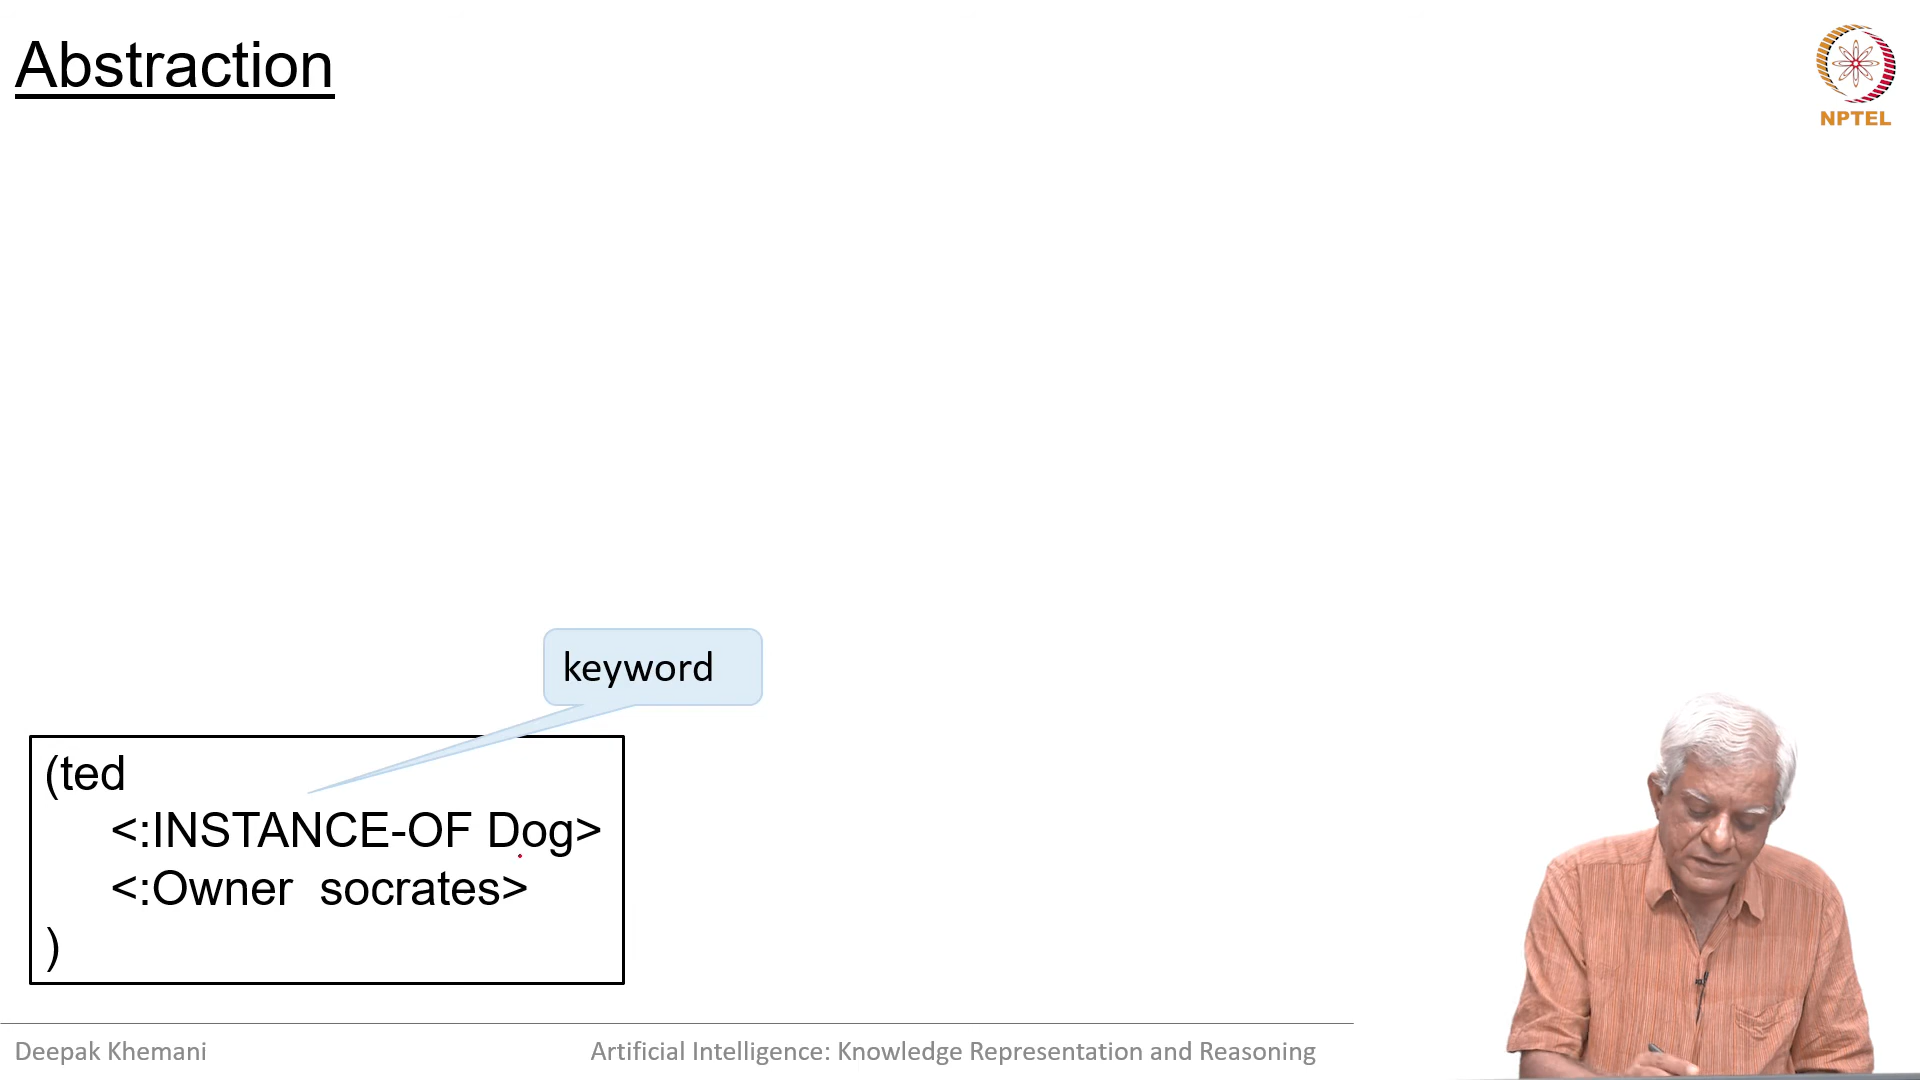 Abstraction
NPTEL
keyword
(ted
<:INSTANCE-OF Dog>
<:Owner socrates>
)
Deepak Khemani
Artificial Intelligence: Knowledge Representation and Reasoning